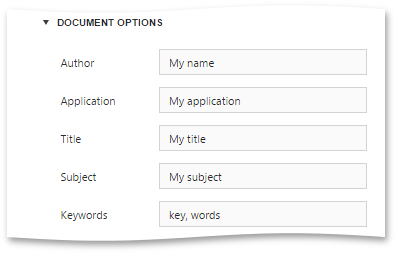 DOCUMENT OPTIONS
Author My name
Application My application
Title My title
Subject My subject
Keywords key, words